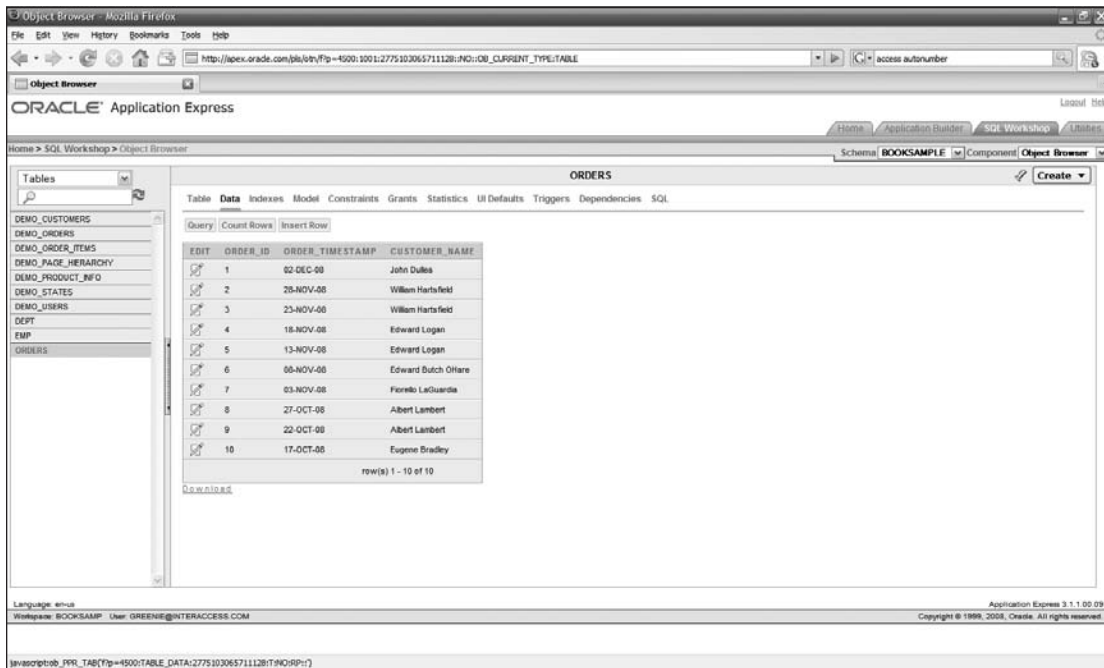 Object Browser - Mozilla Firefox
File Edit View History Bookmarks Tools Help
http://apex.oracle.com/pls/otn/f?p=4500:1001:2775103065711128::NO::OB_CURRENT_TYPE:TABLE
access autonumber
Object Browser
ORACLE Application Express
Logout Hel
Home Application Builder SQL Workshop Utilities
Home > SQL Workshop > Object Browser
Schema BOOKSAMPLE Component Object Browser
Tables
ORDERS
Create
Table Data Indexes Model Constraints Grants Statistics UI Defaults Triggers Dependencies SQL
Query Count Rows Insert Row
DEMO_CUSTOMERS
DEMO_ORDERS
DEMO_ORDER_ITEMS
DEMO_PAGE_HIERARCHY
DEMO_PRODUCT_INFO
DEMO_STATES
DEMO_USERS
DEPT
EMP
ORDERS
EDIT ORDER_ID ORDER_TIMESTAMP CUSTOMER_NAME
1 02-DEC-08 John Dulles
2 28-NOV-08 William Hartsfield
3 23-NOV-08 William Hartsfield
4 18-NOV-08 Edward Logan
5 13-NOV-08 Edward Logan
6 08-NOV-08 Edward Butch OHare
7 03-NOV-08 Fiorello LaGuardia
8 27-OCT-08 Albert Lambert
9 22-OCT-08 Albert Lambert
10 17-OCT-08 Eugene Bradley
row(s) 1 - 10 of 10
Download
Language: en-us
Application Express 3.1.1.00.09
Workspace: BOOKSAMP User: GREENIE@INTERACCESS.COM
Copyright © 1999, 2008, Oracle. All rights reserved.
javascript:ob_PPR_TAB('f?p=4500:TABLE_DATA:2775103065711128:T:NO:RP::')